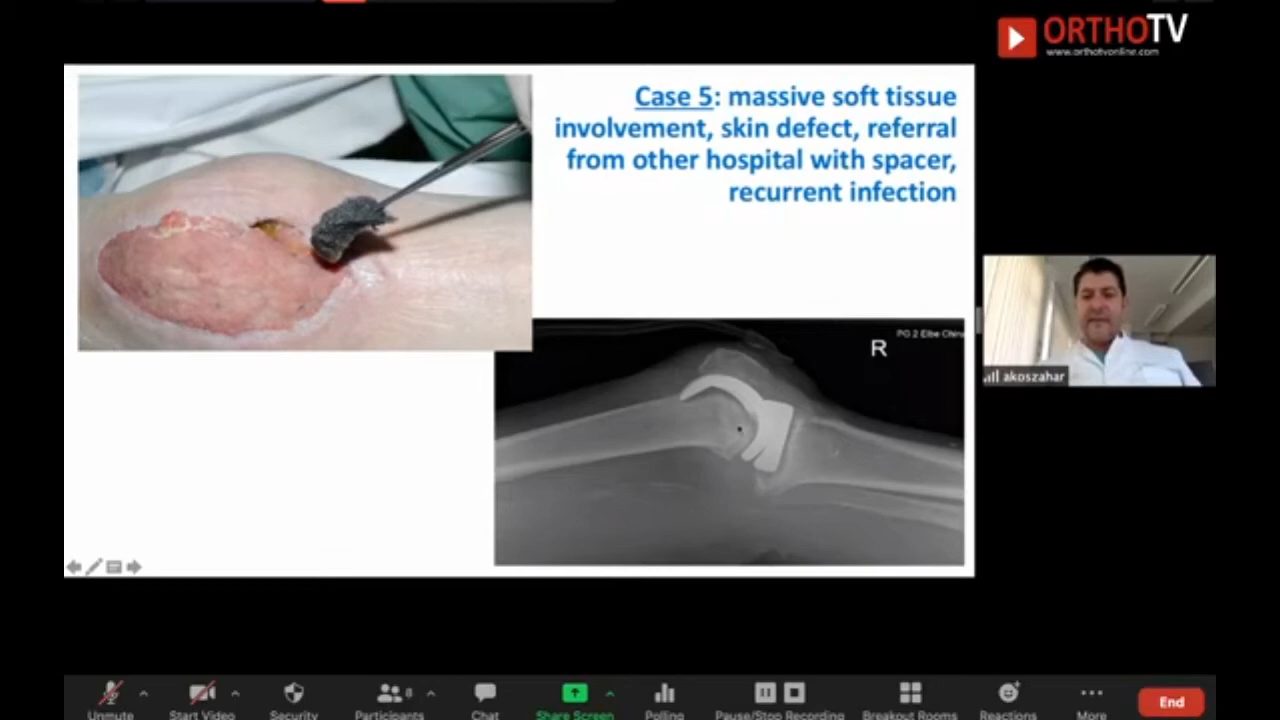 ORTHOTV
www.orthotvonline.com
Case 5: massive soft tissue
involvement, skin defect, referral
from other hospital with spacer,
recurrent infection
R
akoszahar
Unmute
Start Video
Security
Participants
8
Chat
Share Screen
Polling
Pause/Stop Recording
Breakout Rooms
Reactions
More
End